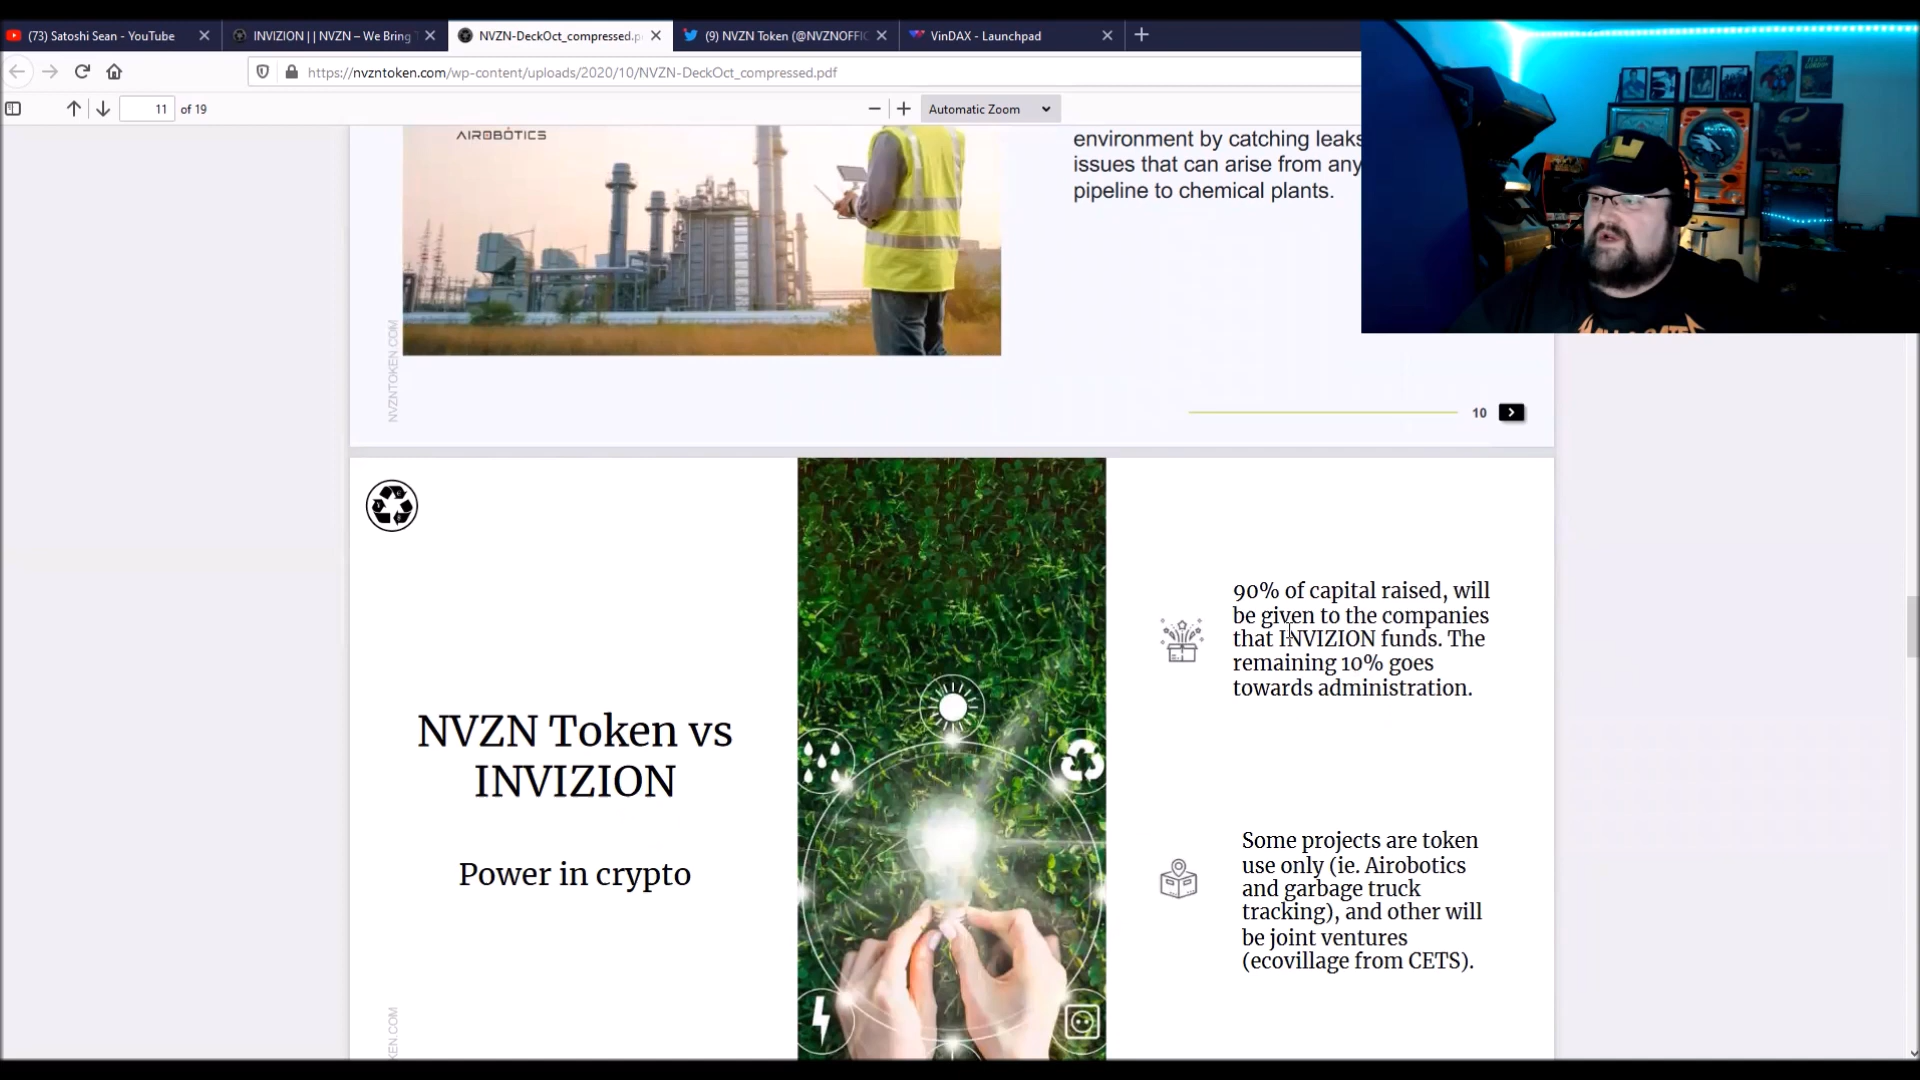 (73) Satoshi Sean - YouTube
INVIZION | | NVZN – We Bring
NVZN-DeckOct_compressed.p
(9) NVZN Token (@NVZNOFFIC
VinDAX - Launchpad
https://nvzntoken.com/wp-content/uploads/2020/10/NVZN-DeckOct_compressed.pdf
11 of 19
Automatic Zoom
AIROBOTICS
environment by catching leaks
issues that can arise from any
pipeline to chemical plants.
NVZNTOKEN.COM
10
NVZN Token vs
INVIZION
Power in crypto
90% of capital raised, will
be given to the companies
that INVIZION funds. The
remaining 10% goes
towards administration.
Some projects are token
use only (ie. Airobotics
and garbage truck
tracking), and other will
be joint ventures
(ecovillage from CETS).
KEN.COM